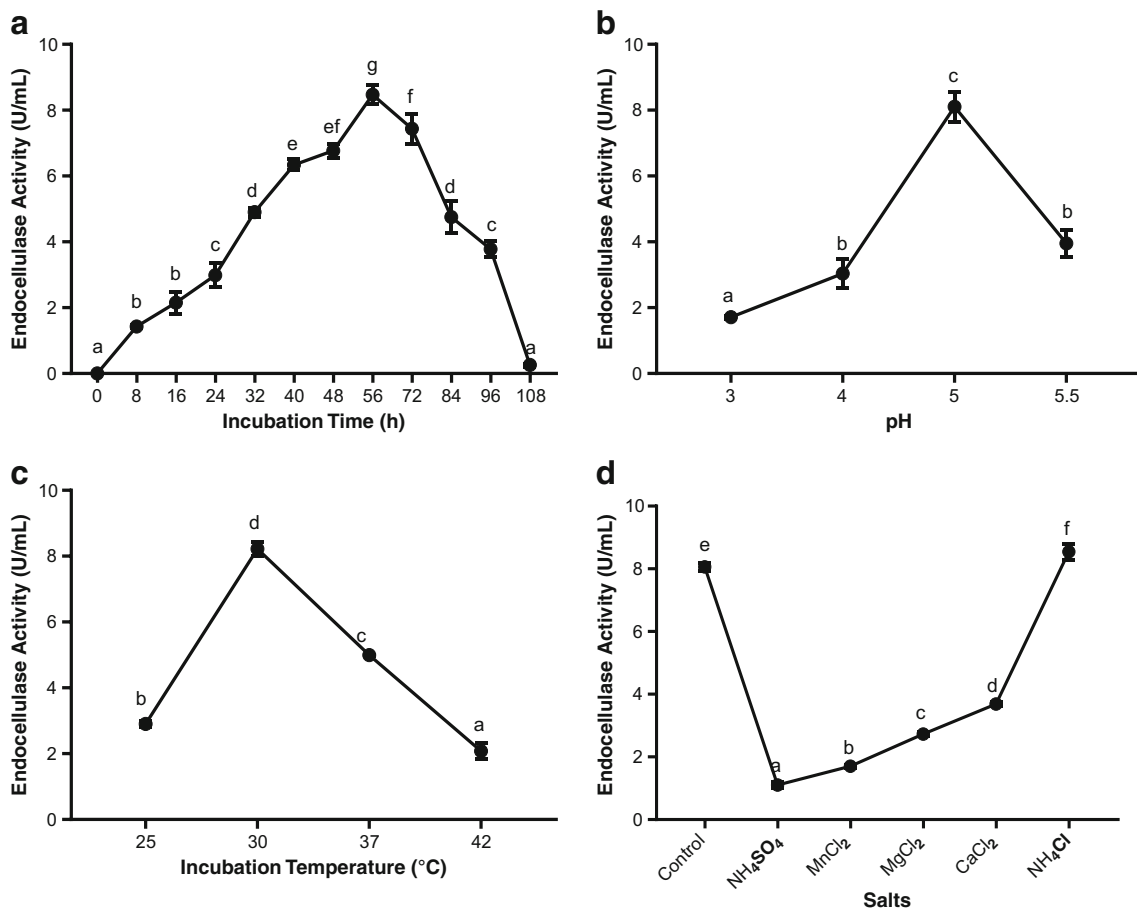 a
Endocellulase Activity (U/mL)
10
8
6
4
2
0
a
b
b
c
d
e
ef
g
f
d
c
a
0 8 16 24 32 40 48 56 72 84 96 108
Incubation Time (h)
b
Endocellulase Activity (U/mL)
10
8
6
4
2
0
a
b
c
b
3 4 5 5.5
pH
c
Endocellulase Activity (U/mL)
10
8
6
4
2
0
b
d
c
a
25 30 37 42
Incubation Temperature (°C)
d
Endocellulase Activity (U/mL)
10
8
6
4
2
0
e
a
b
c
d
f
Control
NH₄SO₄
MnCl₂
MgCl₂
CaCl₂
NH₄Cl
Salts